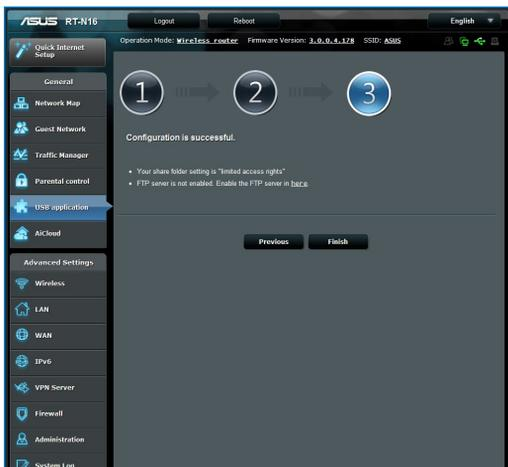 ASUS RT-N16
Logout
Reboot
English
Operation Mode: Wireless router Firmware Version: 3.0.0.4.178 SSID: ASUS
Quick Internet
Setup
General
Network Map
Guest Network
Traffic Manager
Parental control
USB application
AiCloud
Advanced Settings
Wireless
LAN
WAN
IPv6
VPN Server
Firewall
Administration
System Log
1
2
3
Configuration is successful.
Your share folder setting is "limited access rights"
FTP server is not enabled. Enable the FTP server in here.
Previous
Finish